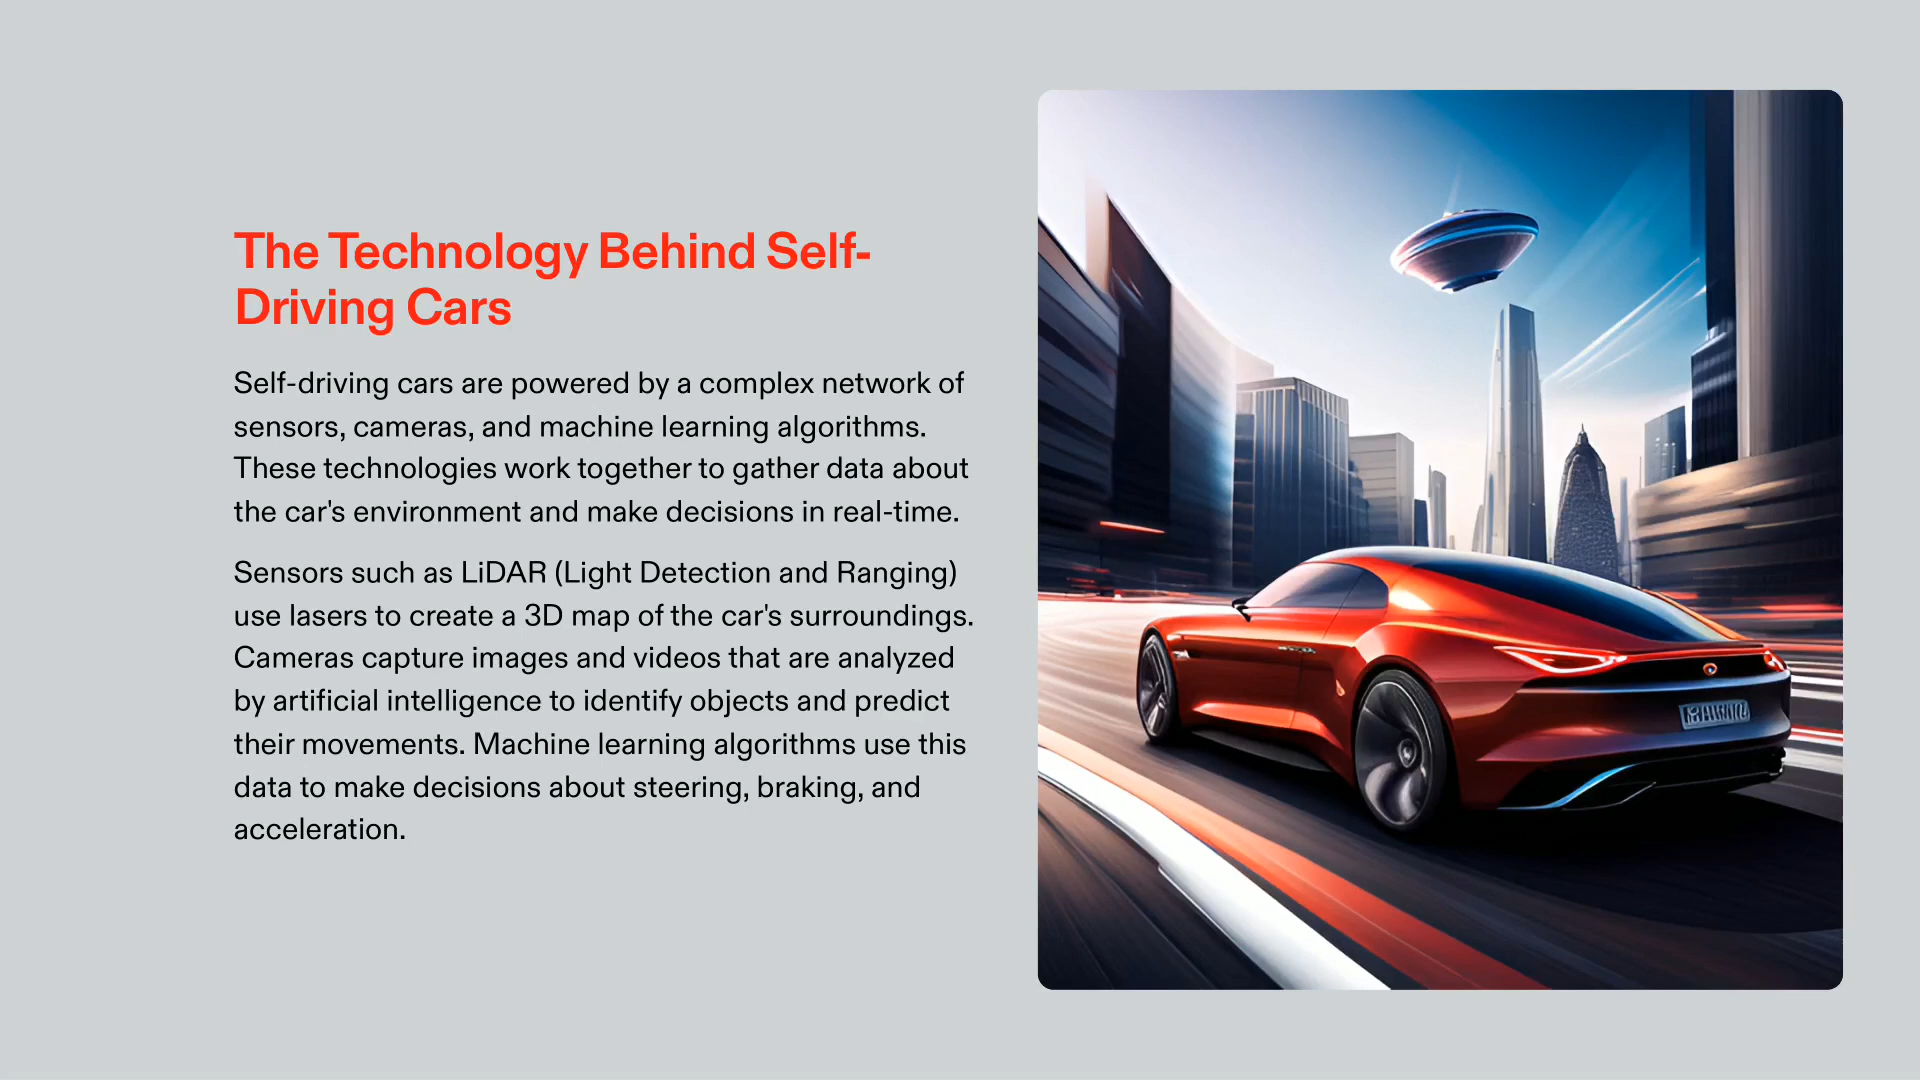 The Technology Behind Self-
Driving Cars
Self-driving cars are powered by a complex network of
sensors, cameras, and machine learning algorithms.
These technologies work together to gather data about
the car's environment and make decisions in real-time.
Sensors such as LiDAR (Light Detection and Ranging)
use lasers to create a 3D map of the car's surroundings.
Cameras capture images and videos that are analyzed
by artificial intelligence to identify objects and predict
their movements. Machine learning algorithms use this
data to make decisions about steering, braking, and
acceleration.